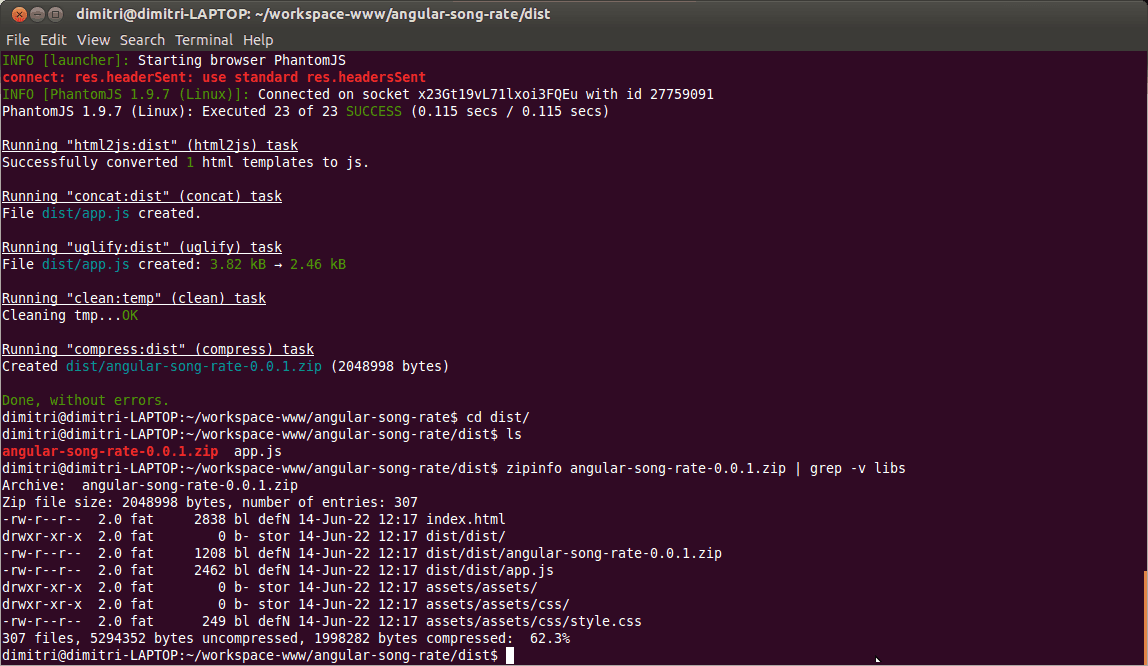 dimitri@dimitri-LAPTOP: ~/workspace-www/angular-song-rate/dist
File Edit View Search Terminal Help
INFO [launcher]: Starting browser PhantomJS
connect: res.headerSent: use standard res.headersSent
INFO [PhantomJS 1.9.7 (Linux)]: Connected on socket x23Gt19vL71lxoi3FQEu with id 27759091
PhantomJS 1.9.7 (Linux): Executed 23 of 23 SUCCESS (0.115 secs / 0.115 secs)
Running "html2js:dist" (html2js) task
Successfully converted 1 html templates to js.
Running "concat:dist" (concat) task
File dist/app.js created.
Running "uglify:dist" (uglify) task
File dist/app.js created: 3.82 kB → 2.46 kB
Running "clean:temp" (clean) task
Cleaning tmp...OK
Running "compress:dist" (compress) task
Created dist/angular-song-rate-0.0.1.zip (2048998 bytes)
Done, without errors.
dimitri@dimitri-LAPTOP:~/workspace-www/angular-song-rate$ cd dist/
dimitri@dimitri-LAPTOP:~/workspace-www/angular-song-rate/dist$ ls
angular-song-rate-0.0.1.zip  app.js
dimitri@dimitri-LAPTOP:~/workspace-www/angular-song-rate/dist$ zipinfo angular-song-rate-0.0.1.zip | grep -v libs
Archive:  angular-song-rate-0.0.1.zip
Zip file size: 2048998 bytes, number of entries: 307
-rw-r--r--  2.0 fat     2838 bl defN 14-Jun-22 12:17 index.html
drwxr-xr-x  2.0 fat        0 b- stor 14-Jun-22 12:17 dist/dist/
-rw-r--r--  2.0 fat     1208 bl defN 14-Jun-22 12:17 dist/dist/angular-song-rate-0.0.1.zip
-rw-r--r--  2.0 fat     2462 bl defN 14-Jun-22 12:17 dist/dist/app.js
drwxr-xr-x  2.0 fat        0 b- stor 14-Jun-22 12:17 assets/assets/
drwxr-xr-x  2.0 fat        0 b- stor 14-Jun-22 12:17 assets/assets/css/
-rw-r--r--  2.0 fat      249 bl defN 14-Jun-22 12:17 assets/assets/css/style.css
307 files, 5294352 bytes uncompressed, 1998282 bytes compressed:  62.3%
dimitri@dimitri-LAPTOP:~/workspace-www/angular-song-rate/dist$